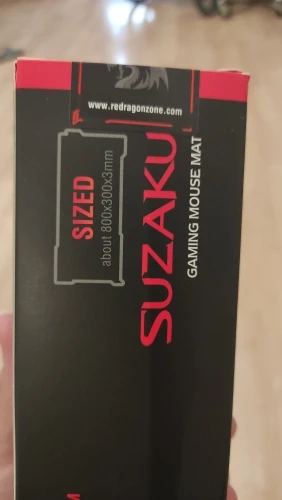 www.redragonzone.com
SIZED
about 800x300x3mm
SUZAKU
GAMING MOUSE MAT